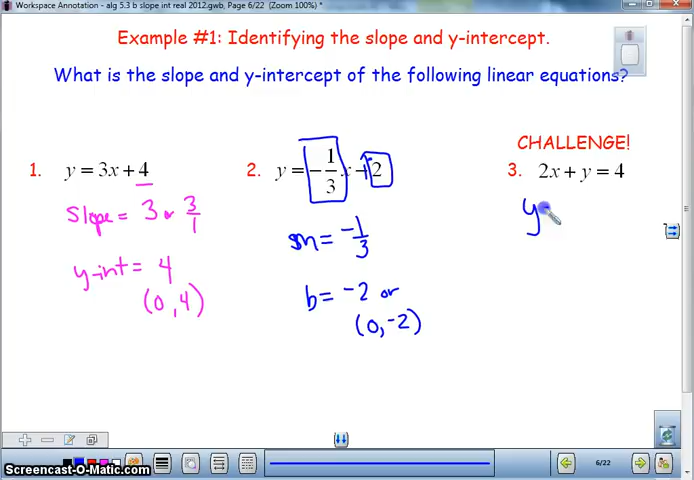 Workspace Annotation - alg 5.3 b slope int real 2012.gwb, Page 6/22 (Zoom 100%) *
Example #1: Identifying the slope and y-intercept.
What is the slope and y-intercept of the following linear equations?
CHALLENGE!
1. y = 3x + 4
2. y = -1/3 x - 2
3. 2x + y = 4
Slope = 3 or 3/1
y-int = 4
(0, 4)
m = -1/3
b = -2 or
(0, -2)
y =
6/22
Screencast-O-Matic.com